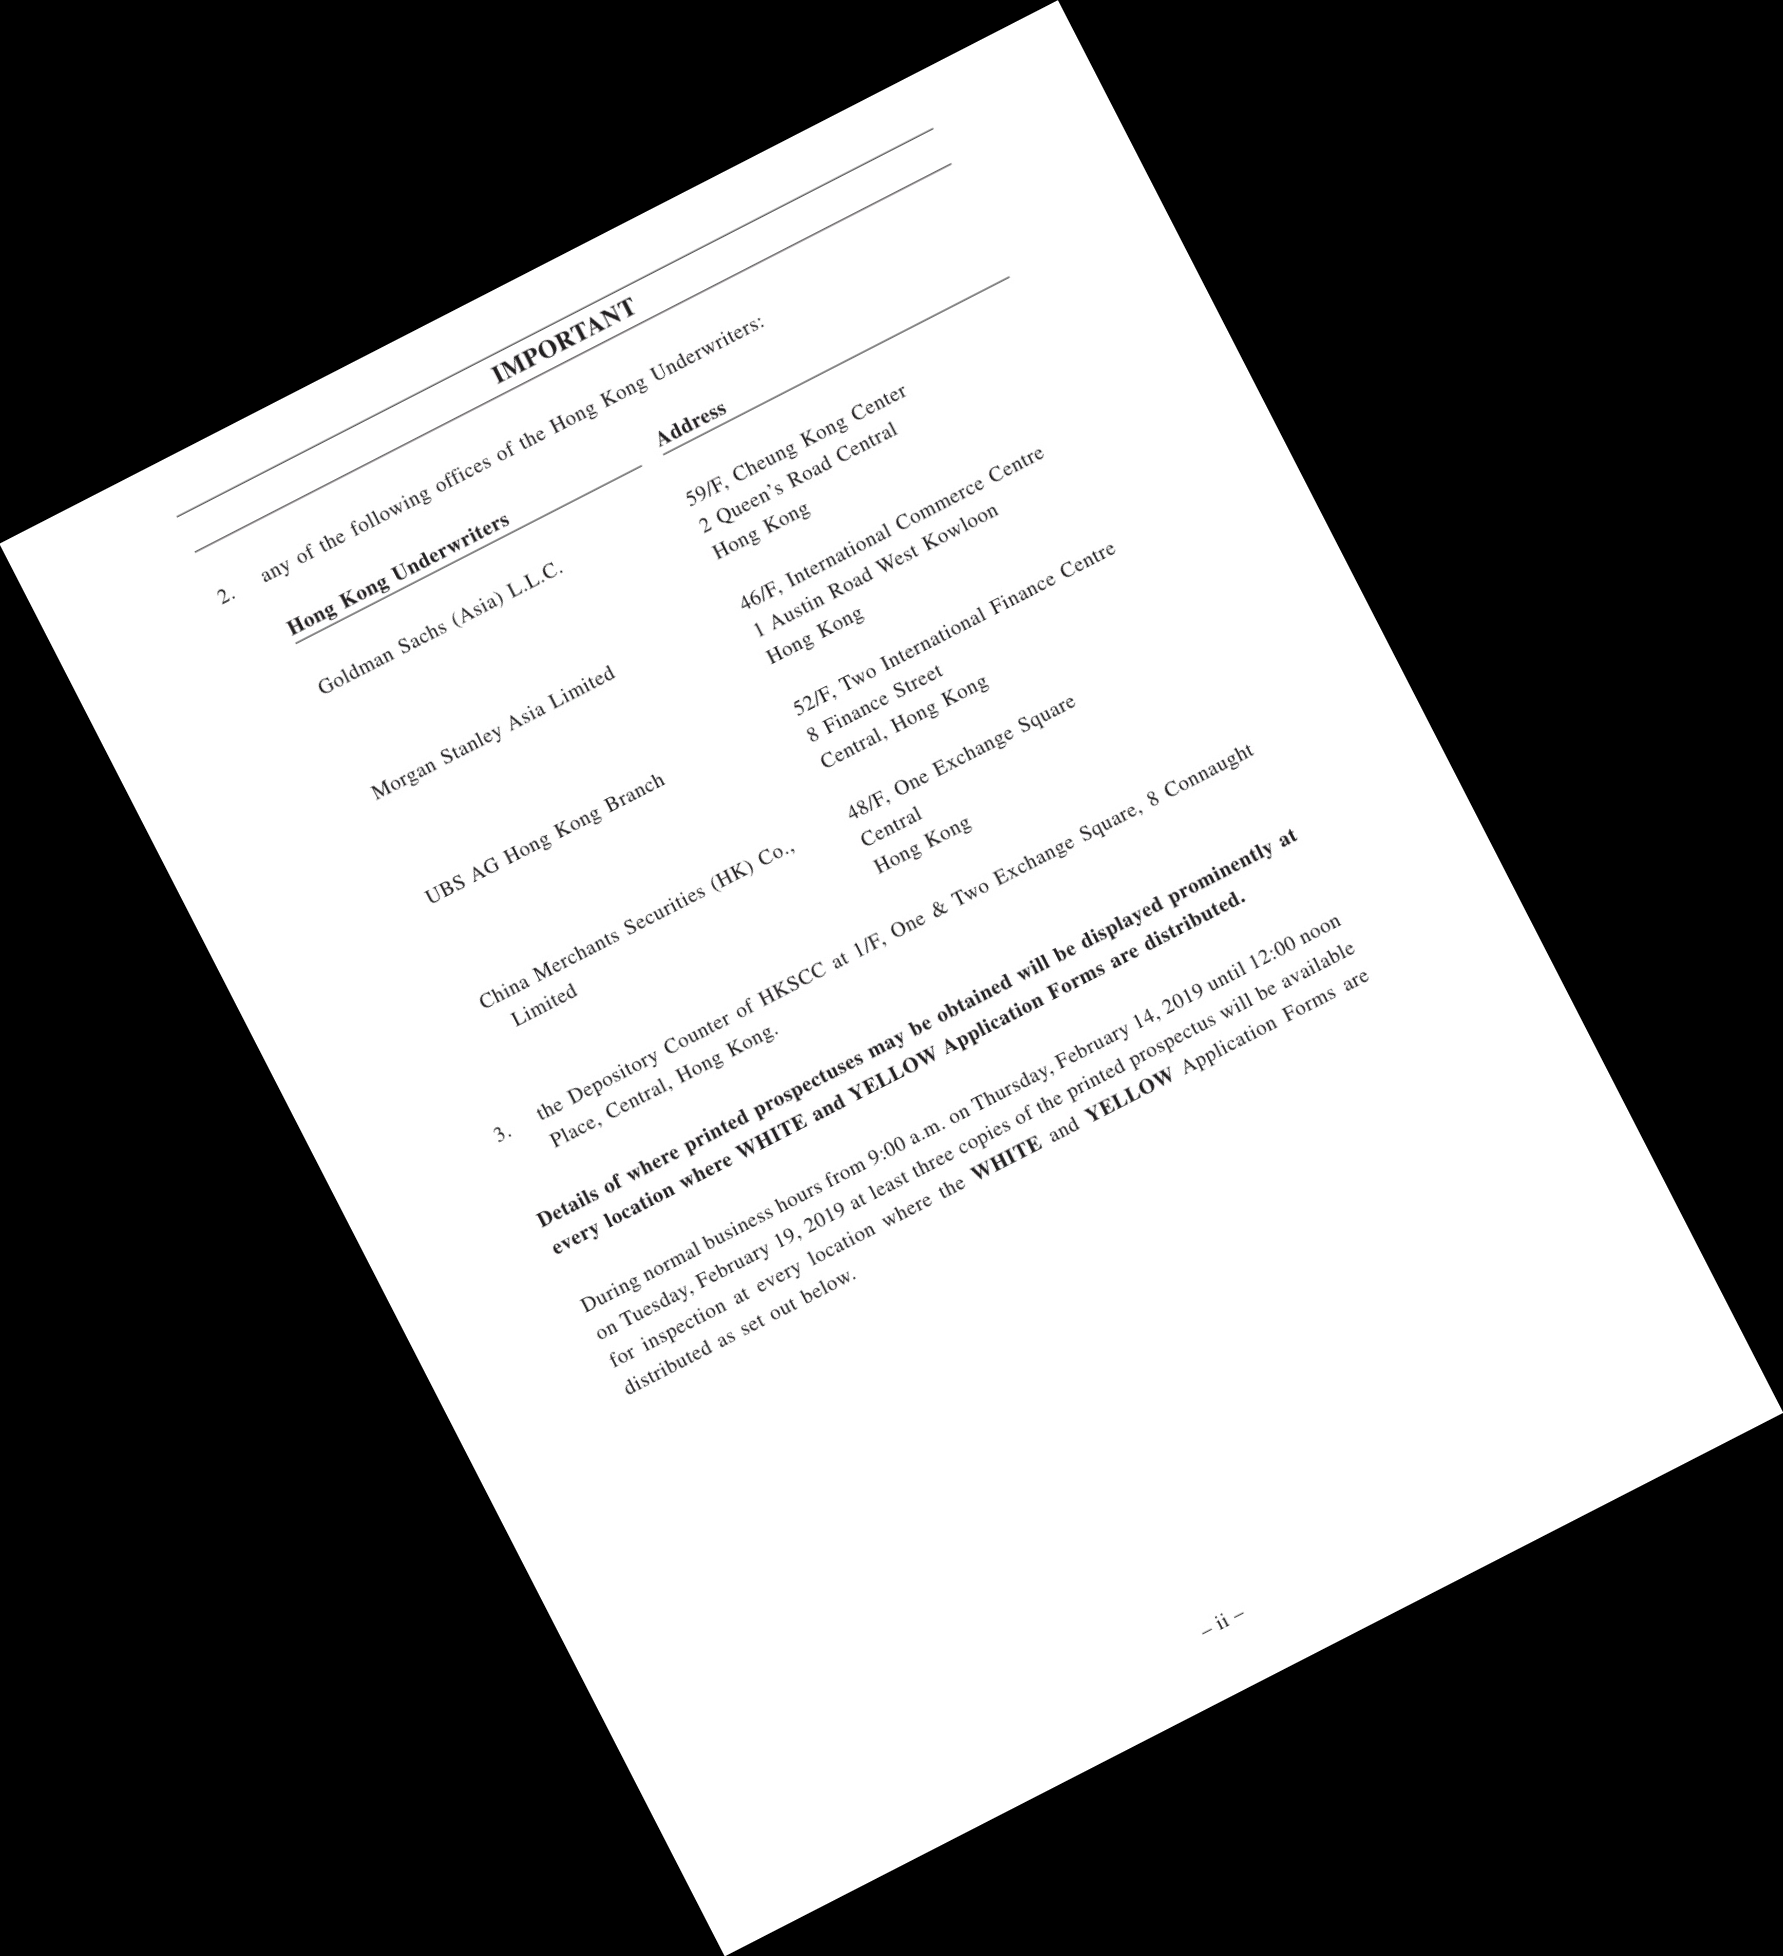 IMPORTANT
2. any of the following offices of the Hong Kong Underwriters:
Hong Kong Underwriters Address
Goldman Sachs (Asia) L.L.C. 59/F, Cheung Kong Center
2 Queen's Road Central
Hong Kong
Morgan Stanley Asia Limited 46/F, International Commerce Centre
1 Austin Road West Kowloon
Hong Kong
UBS AG Hong Kong Branch 52/F, Two International Finance Centre
8 Finance Street
Central, Hong Kong
China Merchants Securities (HK) Co., 48/F, One Exchange Square
Limited Central
Hong Kong
3. the Depository Counter of HKSCC at 1/F, One & Two Exchange Square, 8 Connaught
Place, Central, Hong Kong.
Details of where printed prospectuses may be obtained will be displayed prominently at
every location where WHITE and YELLOW Application Forms are distributed.
During normal business hours from 9:00 a.m. on Thursday, February 14, 2019 until 12:00 noon
on Tuesday, February 19, 2019 at least three copies of the printed prospectus will be available
for inspection at every location where the WHITE and YELLOW Application Forms are
distributed as set out below.
– ii –